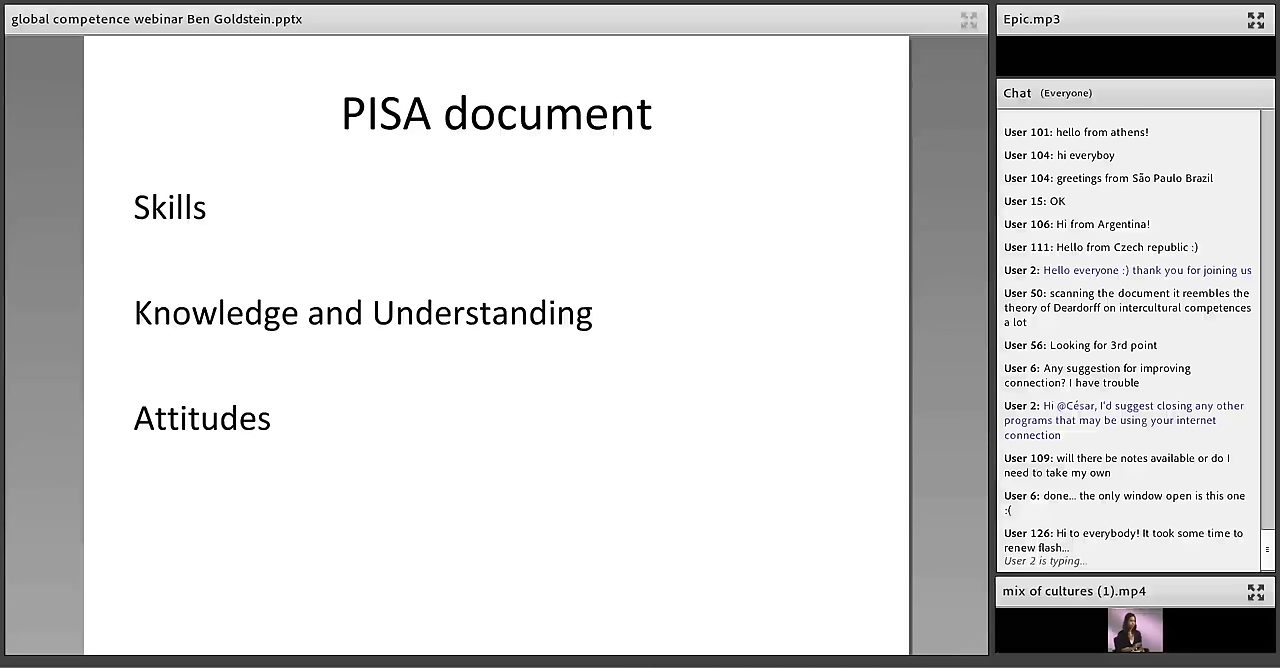 global competence webinar Ben Goldstein.pptx
PISA document
Skills
Knowledge and Understanding
Attitudes
Epic.mp3
Chat (Everyone)
User 101: hello from athens!
User 104: hi everyboy
User 104: greetings from São Paulo Brazil
User 15: OK
User 106: Hi from Argentina!
User 111: Hello from Czech republic :)
User 2: Hello everyone :) thank you for joining us
User 50: scanning the document it reembles the
theory of Deardorff on intercultural competences
a lot
User 56: Looking for 3rd point
User 6: Any suggestion for improving
connection? I have trouble
User 2: Hi @César, I'd suggest closing any other
programs that may be using your internet
connection
User 109: will there be notes available or do I
need to take my own
User 6: done... the only window open is this one
:(
User 126: Hi to everybody! It took some time to
renew flash...
User 2 is typing...
mix of cultures (1).mp4